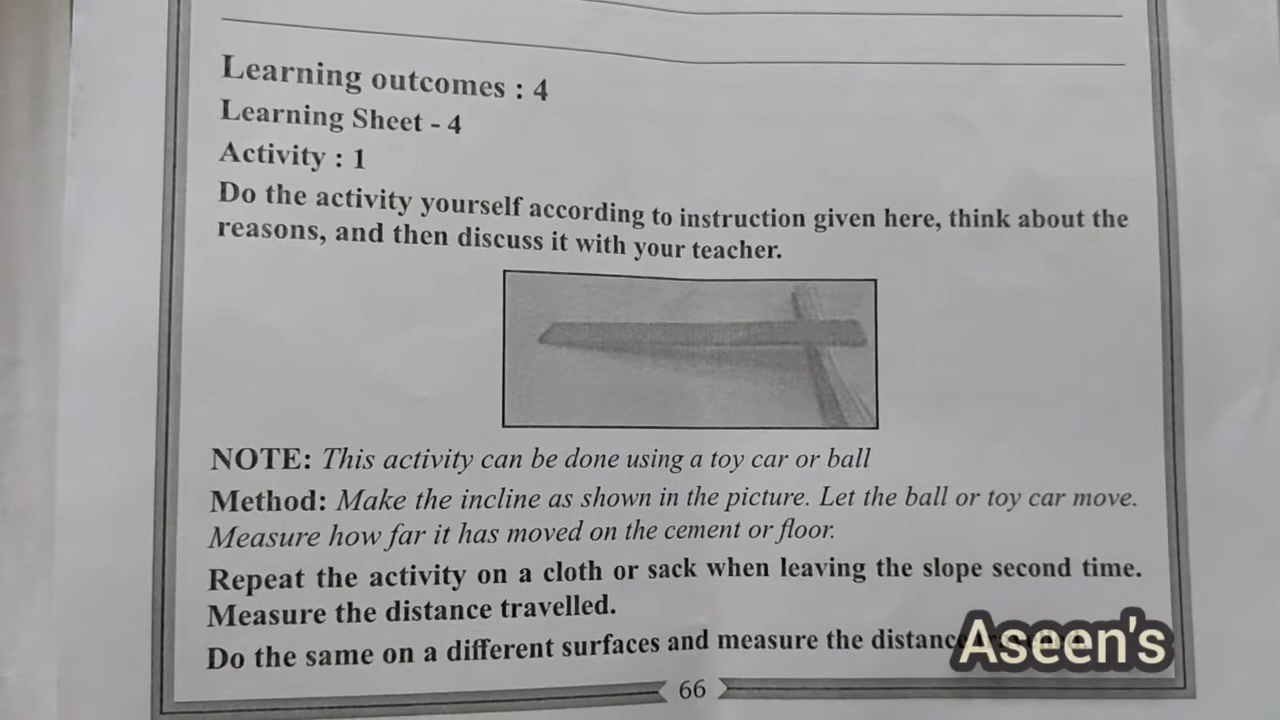 Learning outcomes : 4
Learning Sheet - 4
Activity : 1
Do the activity yourself according to instruction given here, think about the
reasons, and then discuss it with your teacher.
NOTE: This activity can be done using a toy car or ball
Method: Make the incline as shown in the picture. Let the ball or toy car move.
Measure how far it has moved on the cement or floor.
Repeat the activity on a cloth or sack when leaving the slope second time.
Measure the distance travelled.
Do the same on a different surfaces and measure the distance
Aseen's
66